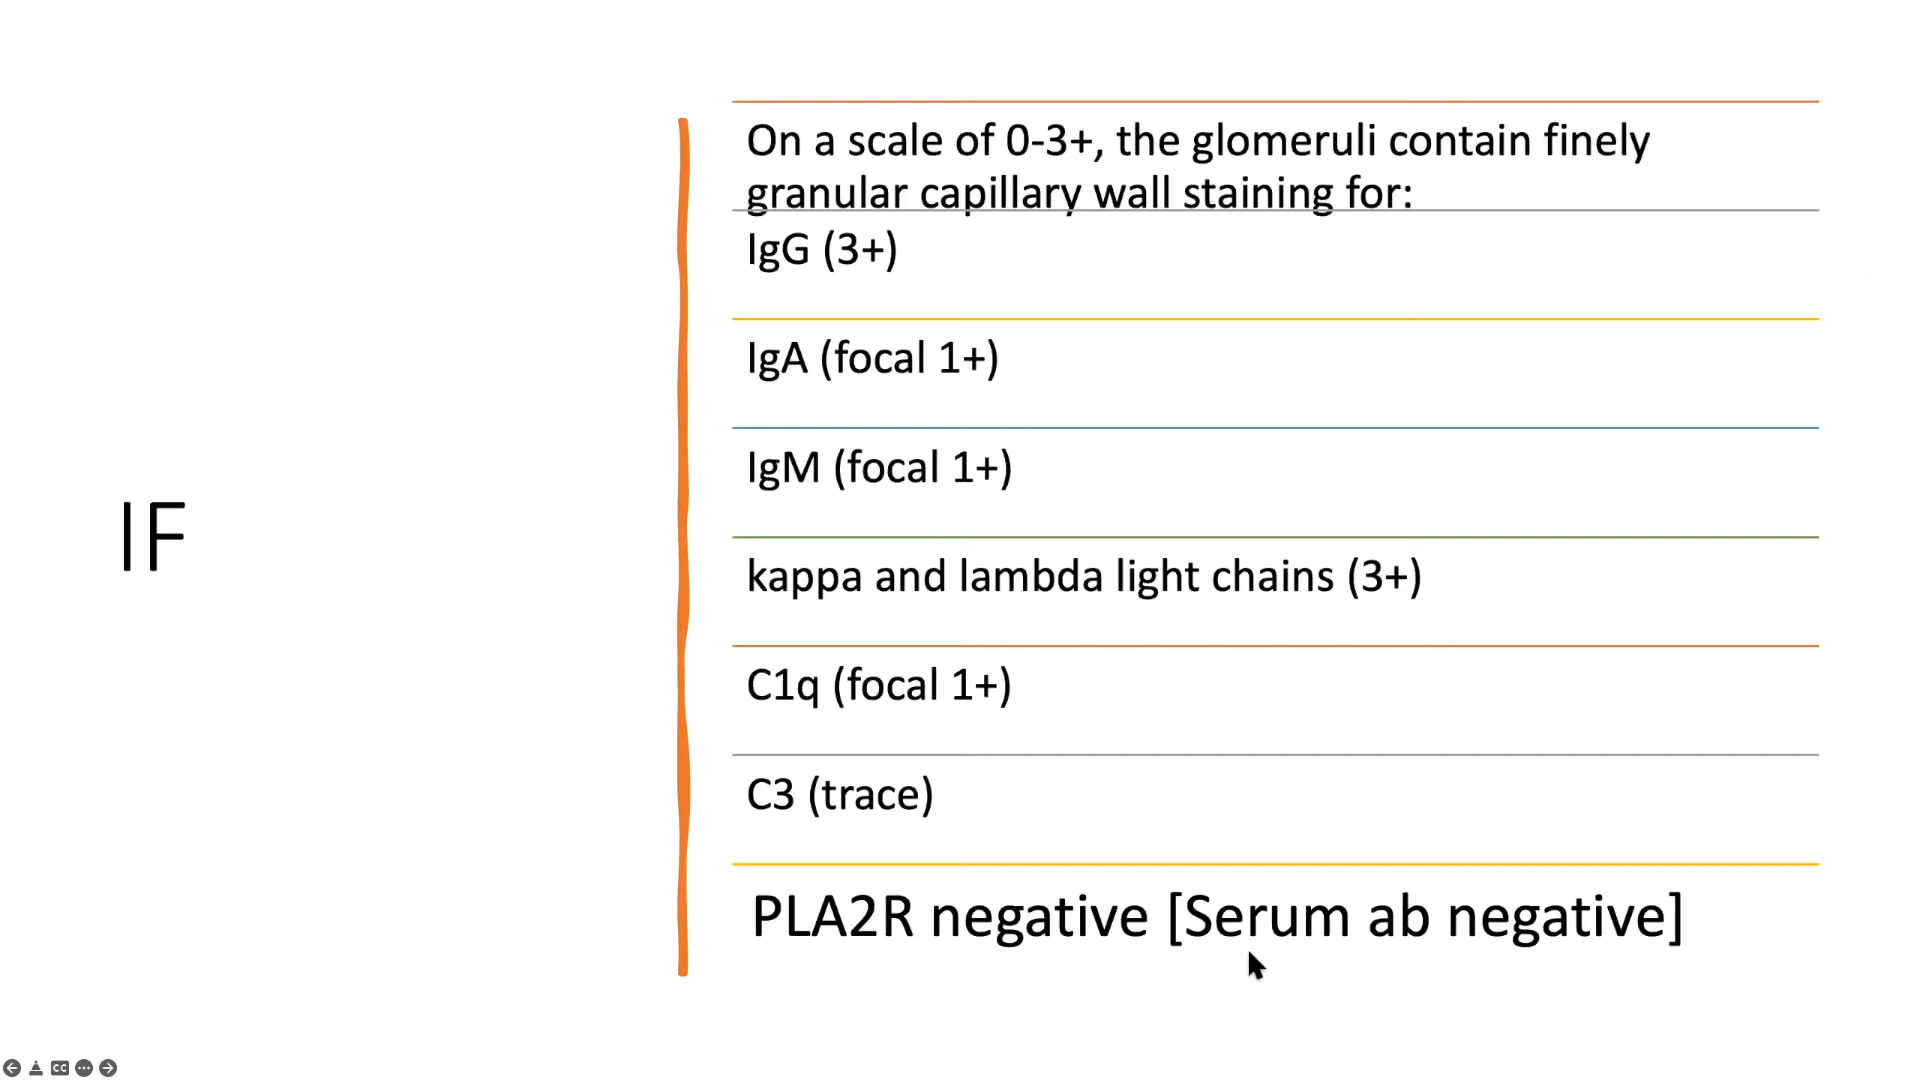 IF
On a scale of 0-3+, the glomeruli contain finely
granular capillary wall staining for:
IgG (3+)
IgA (focal 1+)
IgM (focal 1+)
kappa and lambda light chains (3+)
C1q (focal 1+)
C3 (trace)
PLA2R negative [Serum ab negative]
CC